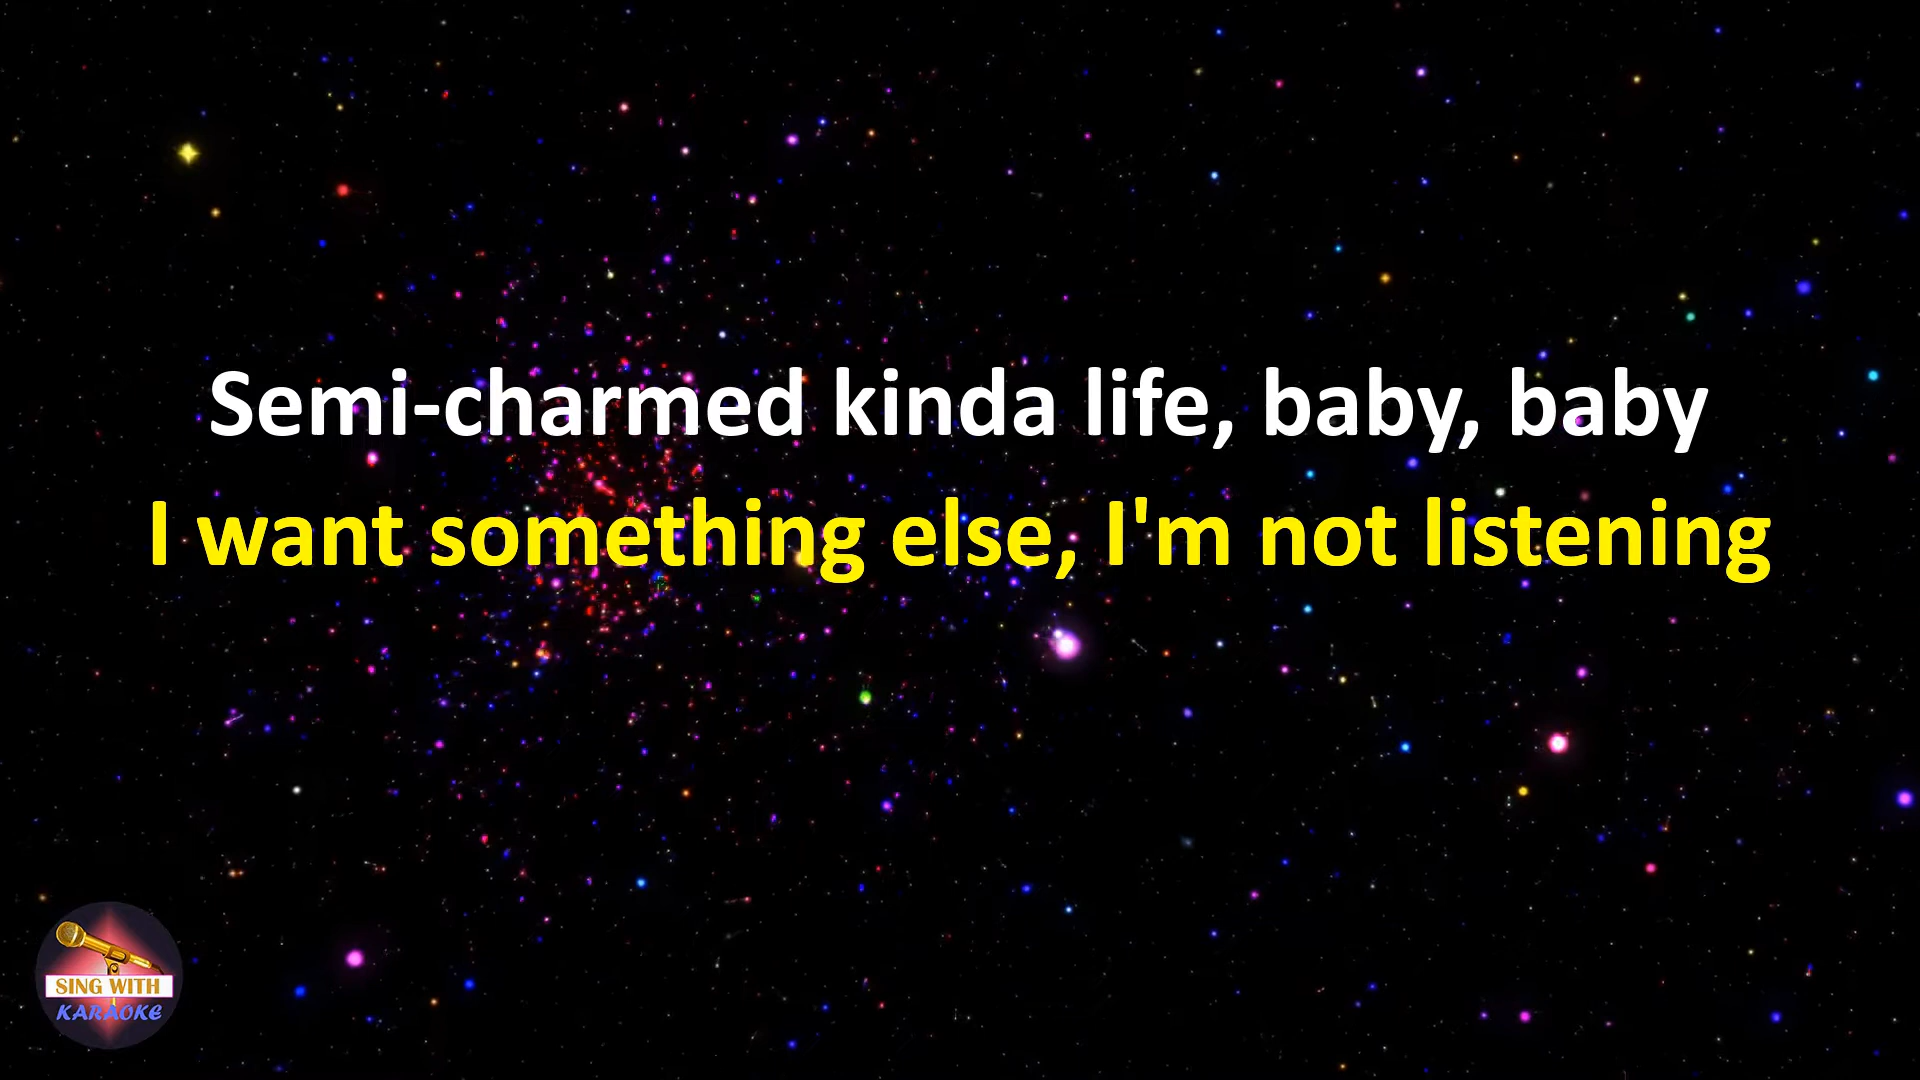 Semi-charmed kinda life, baby, baby
I want something else, I'm not listening
SING WITH
KARAOKE